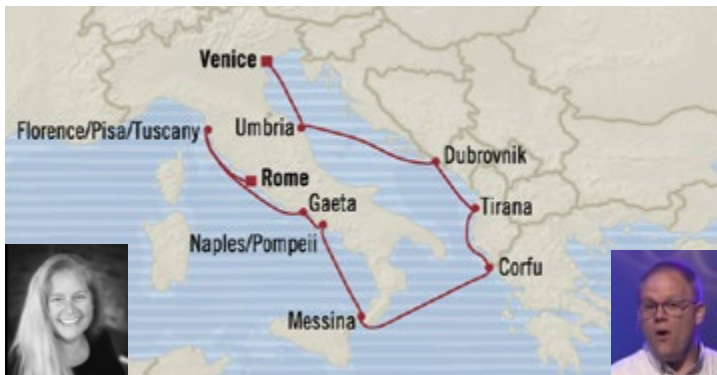 Venice
Florence/Pisa/Tuscany
Umbria
Dubrovnik
Rome
Gaeta
Tirana
Naples/Pompeii
Corfu
Messina